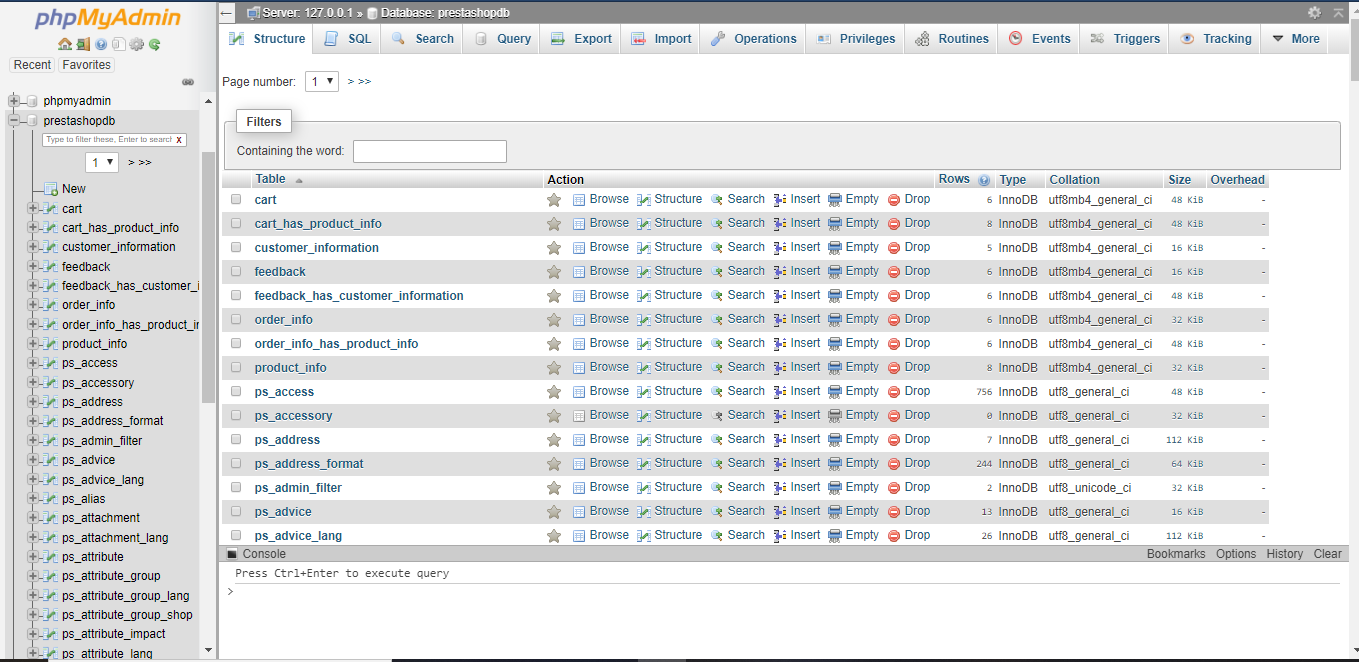 phpMyAdmin
Recent Favorites
phpmyadmin
prestashopdb
Type to filter these, Enter to search X
1 > >>
New
cart
cart_has_product_info
customer_information
feedback
feedback_has_customer_i
order_info
order_info_has_product_ir
product_info
ps_access
ps_accessory
ps_address
ps_address_format
ps_admin_filter
ps_advice
ps_advice_lang
ps_alias
ps_attachment
ps_attachment_lang
ps_attribute
ps_attribute_group
ps_attribute_group_lang
ps_attribute_group_shop
ps_attribute_impact
ps_attribute_lang
Server: 127.0.0.1 » Database: prestashopdb
Structure SQL Search Query Export Import Operations Privileges Routines Events Triggers Tracking More
Page number: 1 > >>
Filters
Containing the word:
Table Action Rows Type Collation Size Overhead
cart Browse Structure Search Insert Empty Drop 6 InnoDB utf8mb4_general_ci 48 KiB -
cart_has_product_info Browse Structure Search Insert Empty Drop 8 InnoDB utf8mb4_general_ci 48 KiB -
customer_information Browse Structure Search Insert Empty Drop 5 InnoDB utf8mb4_general_ci 16 KiB -
feedback Browse Structure Search Insert Empty Drop 6 InnoDB utf8mb4_general_ci 16 KiB -
feedback_has_customer_information Browse Structure Search Insert Empty Drop 6 InnoDB utf8mb4_general_ci 48 KiB -
order_info Browse Structure Search Insert Empty Drop 6 InnoDB utf8mb4_general_ci 32 KiB -
order_info_has_product_info Browse Structure Search Insert Empty Drop 6 InnoDB utf8mb4_general_ci 48 KiB -
product_info Browse Structure Search Insert Empty Drop 8 InnoDB utf8mb4_general_ci 32 KiB -
ps_access Browse Structure Search Insert Empty Drop 756 InnoDB utf8_general_ci 48 KiB -
ps_accessory Browse Structure Search Insert Empty Drop 0 InnoDB utf8_general_ci 32 KiB -
ps_address Browse Structure Search Insert Empty Drop 7 InnoDB utf8_general_ci 112 KiB -
ps_address_format Browse Structure Search Insert Empty Drop 244 InnoDB utf8_general_ci 64 KiB -
ps_admin_filter Browse Structure Search Insert Empty Drop 2 InnoDB utf8_unicode_ci 32 KiB -
ps_advice Browse Structure Search Insert Empty Drop 13 InnoDB utf8_general_ci 16 KiB -
ps_advice_lang Browse Structure Search Insert Empty Drop 26 InnoDB utf8_general_ci 112 KiB -
Console Bookmarks Options History Clear
Press Ctrl+Enter to execute query
>